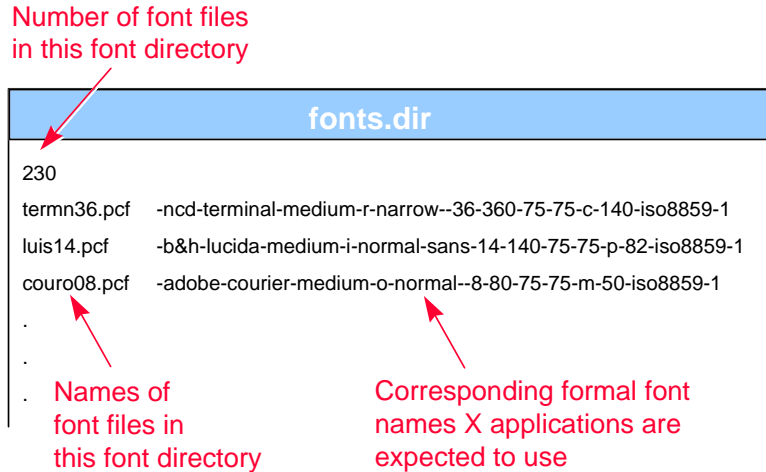 Number of font files
in this font directory
fonts.dir
230
termn36.pcf -ncd-terminal-medium-r-narrow--36-360-75-75-c-140-iso8859-1
luis14.pcf -b&h-lucida-medium-i-normal-sans-14-140-75-75-p-82-iso8859-1
couro08.pcf -adobe-courier-medium-o-normal--8-80-75-75-m-50-iso8859-1
.
.
.
Names of
font files in
this font directory
Corresponding formal font
names X applications are
expected to use